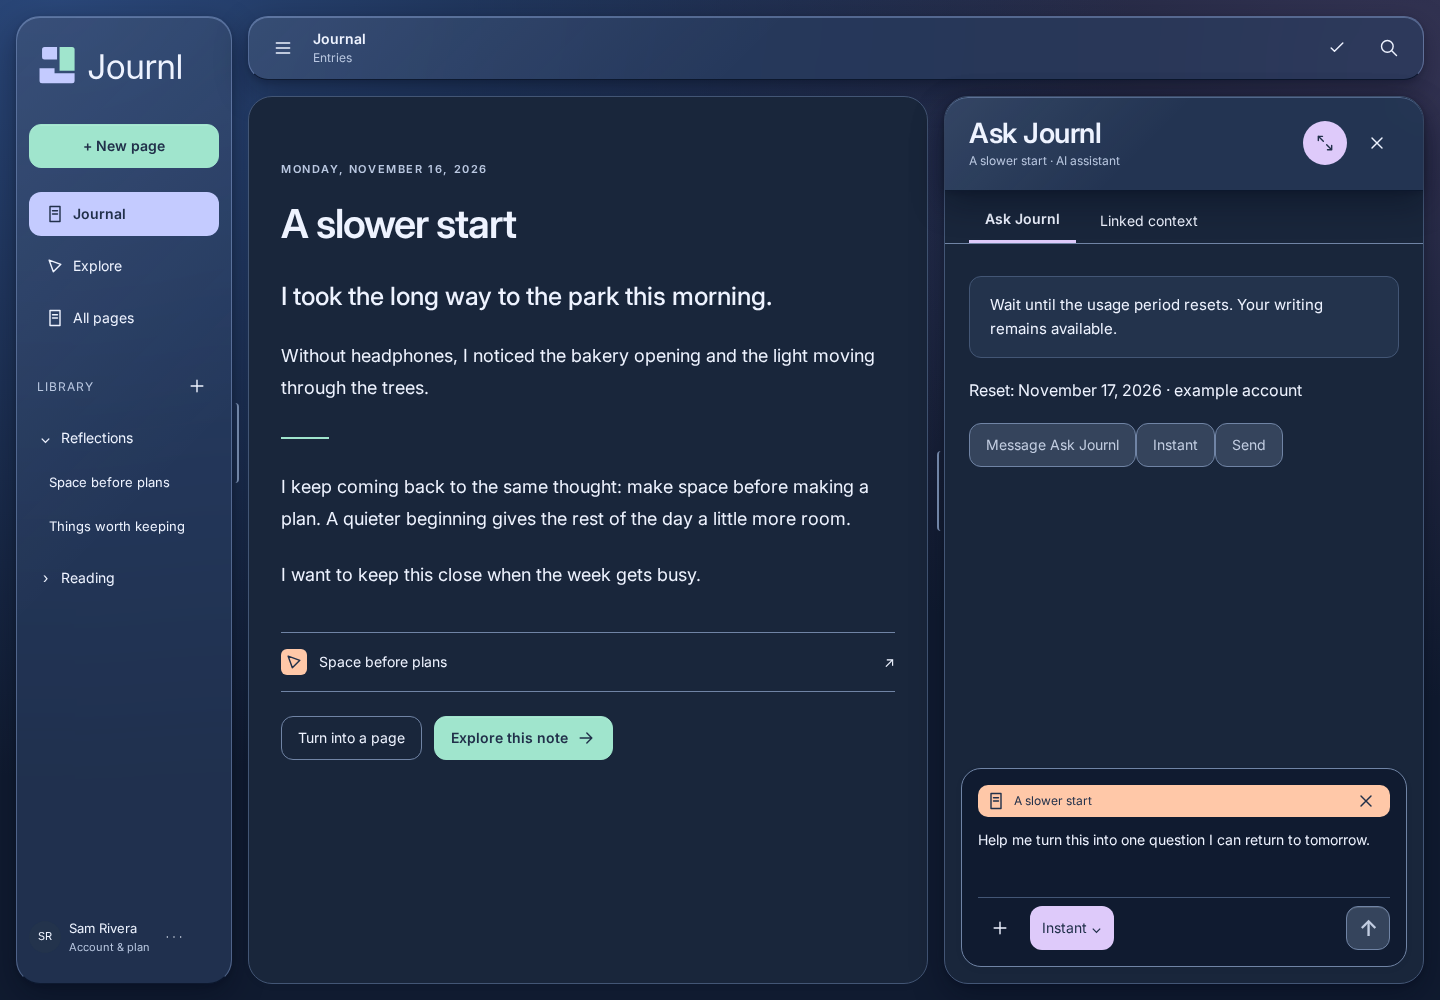 Journl
+ New page
Journal
Explore
All pages
LIBRARY
Reflections
Space before plans
Things worth keeping
Reading
SR
Sam Rivera
Account & plan
Journal
Entries
MONDAY, NOVEMBER 16, 2026
A slower start
I took the long way to the park this morning.
Without headphones, I noticed the bakery opening and the light moving
through the trees.
I keep coming back to the same thought: make space before making a
plan. A quieter beginning gives the rest of the day a little more room.
I want to keep this close when the week gets busy.
Space before plans
Turn into a page
Explore this note
Ask Journl
A slower start · AI assistant
Ask Journl
Linked context
Wait until the usage period resets. Your writing
remains available.
Reset: November 17, 2026 · example account
Message Ask Journl
Instant
Send
A slower start
Help me turn this into one question I can return to tomorrow.
Instant